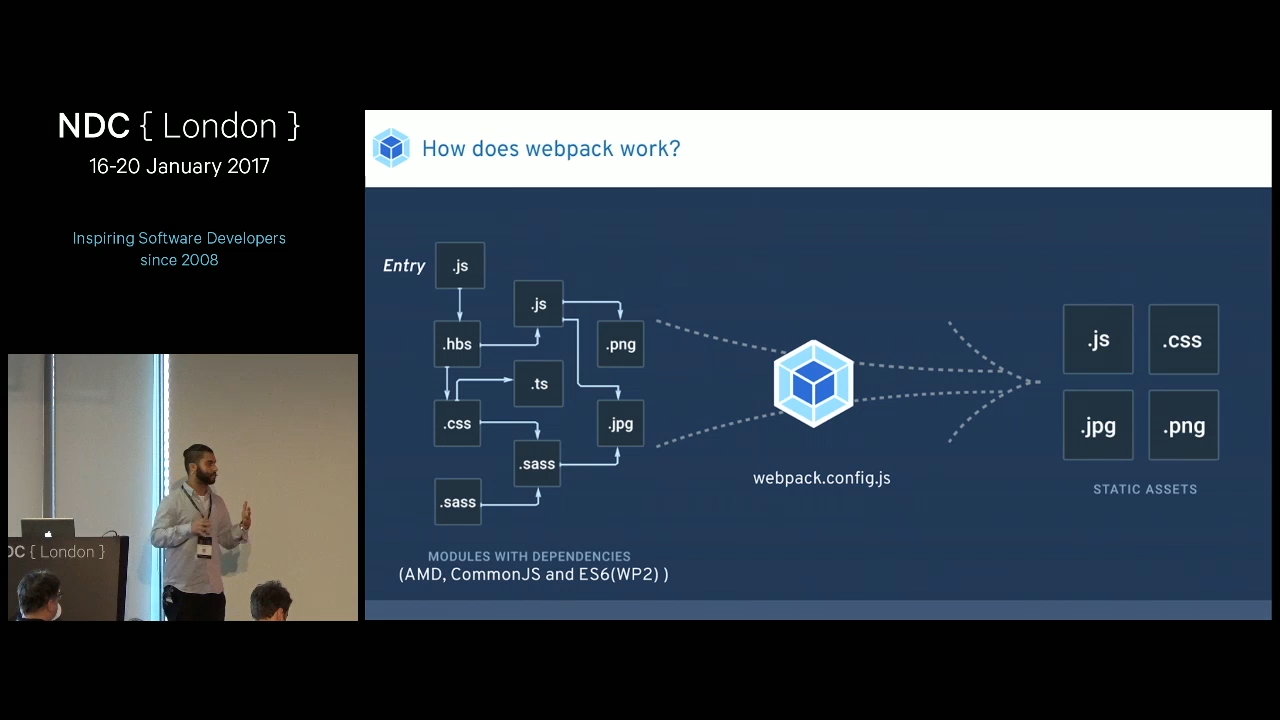 NDC { London }
16-20 January 2017
Inspiring Software Developers
since 2008
DC { London }
How does webpack work?
Entry
.js
.js
.hbs
.png
.ts
.css
.jpg
.sass
.sass
MODULES WITH DEPENDENCIES
(AMD, CommonJS and ES6(WP2) )
webpack.config.js
.js
.css
.jpg
.png
STATIC ASSETS